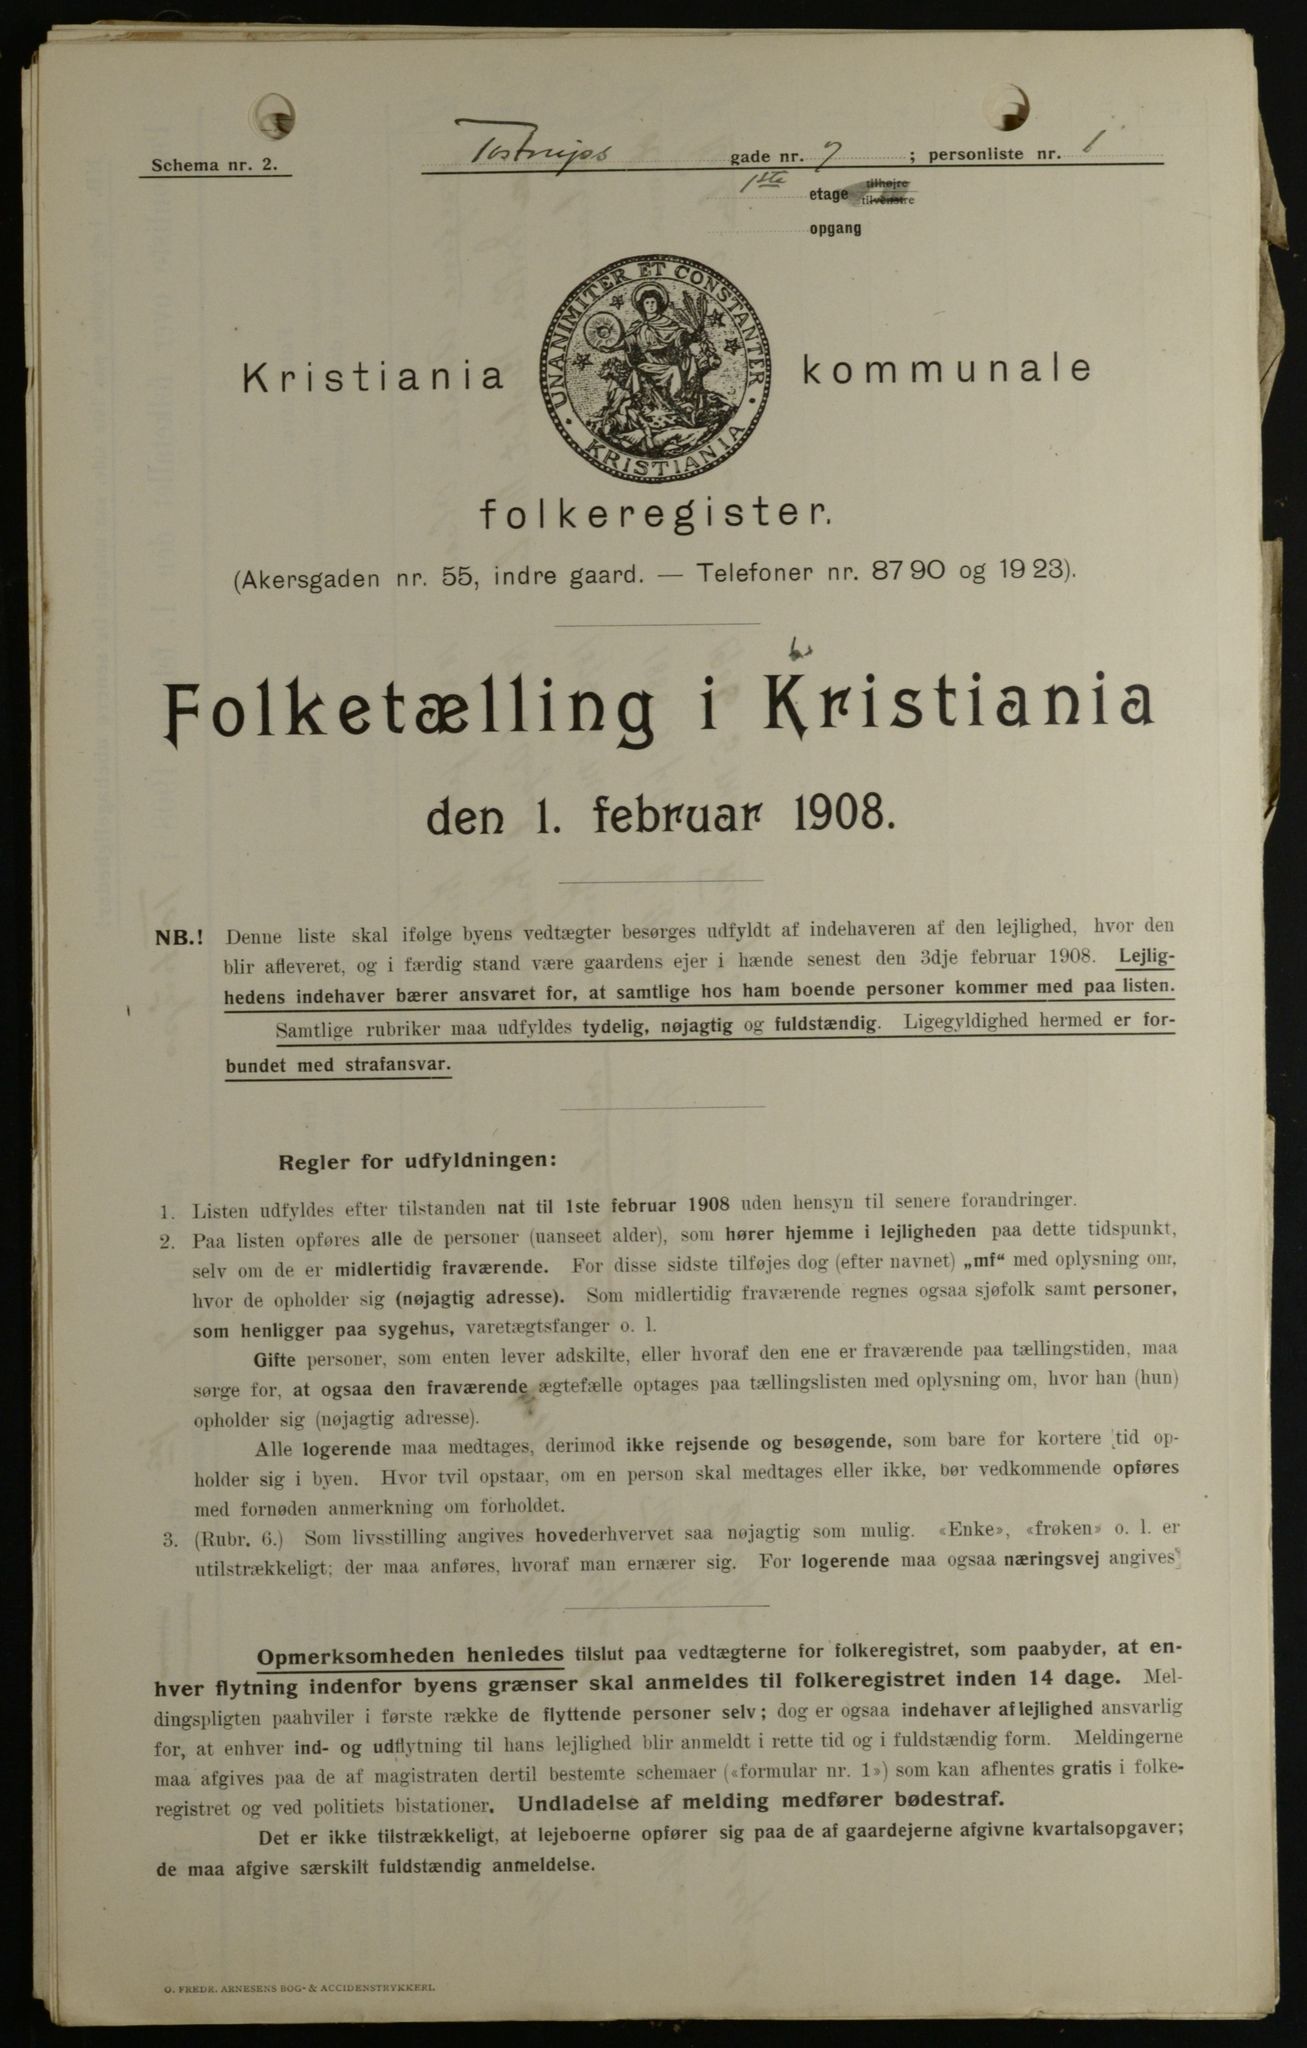 Schema nr. 2.
Tostrups gade nr. 7 ; personliste nr. 1
1ste etage tilhøjre tilvenstre
opgang
UNANIMITER ET CONSTANTER · KRISTIANIA ·
Kristiania kommunale
folkeregister.
(Akersgaden nr. 55, indre gaard. — Telefoner nr. 87 90 og 19 23).
Folketælling i Kristiania
den 1. februar 1908.
NB.! Denne liste skal ifølge byens vedtægter besørges udfyldt af indehaveren af den lejlighed, hvor den
blir afleveret, og i færdig stand være gaardens ejer i hænde senest den 3dje februar 1908. Lejlig-
hedens indehaver bærer ansvaret for, at samtlige hos ham boende personer kommer med paa listen.
Samtlige rubriker maa udfyldes tydelig, nøjagtig og fuldstændig. Ligegyldighed hermed er for-
bundet med strafansvar.
Regler for udfyldningen:
1. Listen udfyldes efter tilstanden nat til 1ste februar 1908 uden hensyn til senere forandringer.
2. Paa listen opføres alle de personer (uanseet alder), som hører hjemme i lejligheden paa dette tidspunkt,
selv om de er midlertidig fraværende. For disse sidste tilføjes dog (efter navnet) „mf“ med oplysning om,
hvor de opholder sig (nøjagtig adresse). Som midlertidig fraværende regnes ogsaa sjøfolk samt personer,
som henligger paa sygehus, varetægtsfanger o. l.
Gifte personer, som enten lever adskilte, eller hvoraf den ene er fraværende paa tællingstiden, maa
sørge for, at ogsaa den fraværende ægtefælle optages paa tællingslisten med oplysning om, hvor han (hun)
opholder sig (nøjagtig adresse).
Alle logerende maa medtages, derimod ikke rejsende og besøgende, som bare for kortere tid op-
holder sig i byen. Hvor tvil opstaar, om en person skal medtages eller ikke, bør vedkommende opføres
med fornøden anmerkning om forholdet.
3. (Rubr. 6.) Som livsstilling angives hovederhvervet saa nøjagtig som mulig. «Enke», «frøken» o. l. er
utilstrækkeligt; der maa anføres, hvoraf man ernærer sig. For logerende maa ogsaa næringsvej angives
Opmerksomheden henledes tilslut paa vedtægterne for folkeregistret, som paabyder, at en-
hver flytning indenfor byens grænser skal anmeldes til folkeregistret inden 14 dage. Mel-
dingspligten paahviler i første række de flyttende personer selv; dog er ogsaa indehaver af lejlighed ansvarlig
for, at enhver ind- og udflytning til hans lejlighed blir anmeldt i rette tid og i fuldstændig form. Meldingerne
maa afgives paa de af magistraten dertil bestemte schemaer («formular nr. 1») som kan afhentes gratis i folke-
registret og ved politiets bistationer. Undladelse af melding medfører bødestraf.
Det er ikke tilstrækkeligt, at lejeboerne opfører sig paa de af gaardejerne afgivne kvartalsopgaver;
de maa afgive særskilt fuldstændig anmeldelse.
O. FREDR. ARNESENS BOG- & ACCIDENSTRYKKERI.